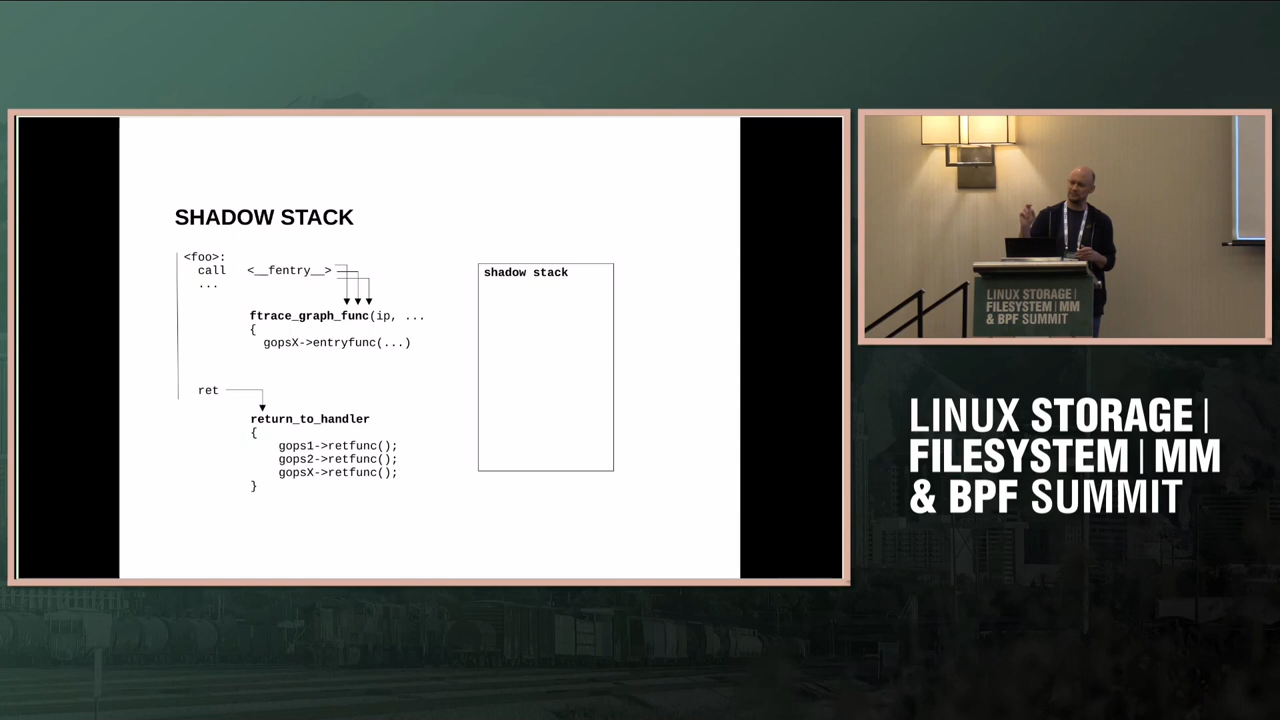 SHADOW STACK
<foo>:
call <__fentry__>
...
ftrace_graph_func(ip, ...
{
gopsX->entryfunc(...)
ret
return_to_handler
{
gops1->retfunc();
gops2->retfunc();
gopsX->retfunc();
}
shadow stack
LINUX STORAGE |
FILESYSTEM | MM
& BPF SUMMIT
LINUX STORAGE |
FILESYSTEM | MM
& BPF SUMMIT